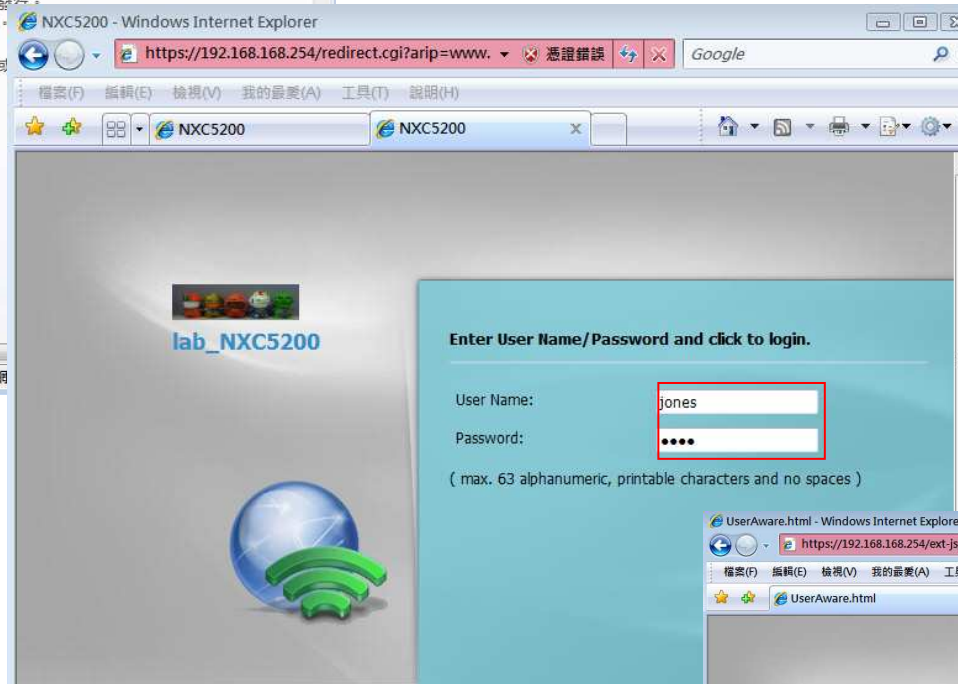 NXC5200 - Windows Internet Explorer
https://192.168.168.254/redirect.cgi?arip=www.
憑證錯誤
Google
檔案(F) 編輯(E) 檢視(V) 我的最愛(A) 工具(T) 說明(H)
NXC5200
NXC5200
lab_NXC5200
Enter User Name/Password and click to login.
User Name: jones
Password: ••••
( max. 63 alphanumeric, printable characters and no spaces )
UserAware.html - Windows Internet Explore
https://192.168.168.254/ext-js
檔案(F) 編輯(E) 檢視(V) 我的最愛(A)
UserAware.html